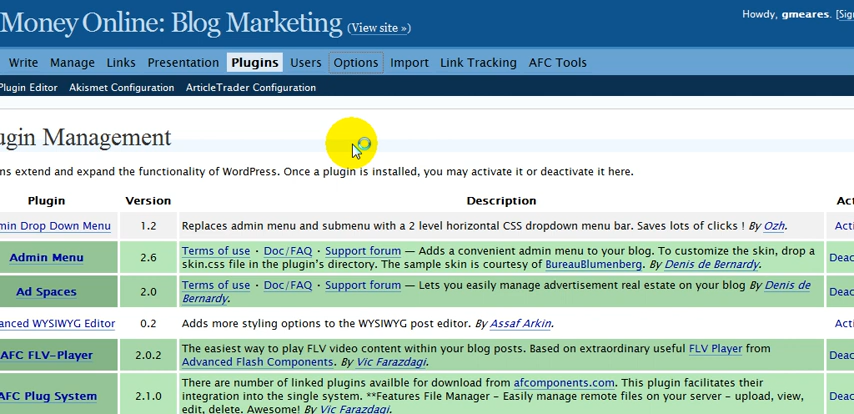 Money Online: Blog Marketing (View site »)
Howdy, gmeares. [Sig
Write Manage Links Presentation Plugins Users Options Import Link Tracking AFC Tools
Plugin Editor Akismet Configuration ArticleTrader Configuration
ugin Management
ns extend and expand the functionality of WordPress. Once a plugin is installed, you may activate it or deactivate it here.
Plugin Version Description Act
min Drop Down Menu 1.2 Replaces admin menu and submenu with a 2 level horizontal CSS dropdown menu bar. Saves lots of clicks ! By Ozh. Acti
Admin Menu 2.6 Terms of use · Doc/FAQ · Support forum — Adds a convenient admin menu to your blog. To customize the skin, drop a
skin.css file in the plugin's directory. The sample skin is courtesy of BureauBlumenberg. By Denis de Bernardy. Deac
Ad Spaces 2.0 Terms of use · Doc/FAQ · Support forum — Lets you easily manage advertisement real estate on your blog By Denis de
Bernardy. Deac
anced WYSIWYG Editor 0.2 Adds more styling options to the WYSIWYG post editor. By Assaf Arkin. Acti
AFC FLV-Player 2.0.2 The easiest way to play FLV video content within your blog posts. Based on extraordinary useful FLV Player from
Advanced Flash Components. By Vic Farazdagi. Deac
AFC Plug System 2.1.0 There are number of linked plugins availble for download from afcomponents.com. This plugin facilitates their
integration into the single system. **Features File Manager - Easily manage remote files on your server - upload, view,
edit, delete. Awesome! By Vic Farazdagi. Deac